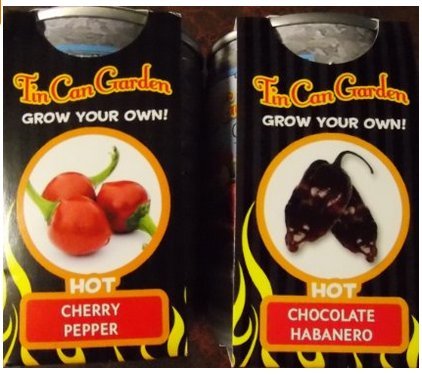 Tin Can Garden
GROW YOUR OWN!
HOT
CHERRY
PEPPER
Tin Can Garden
GROW YOUR OWN!
HOT
CHOCOLATE
HABANERO